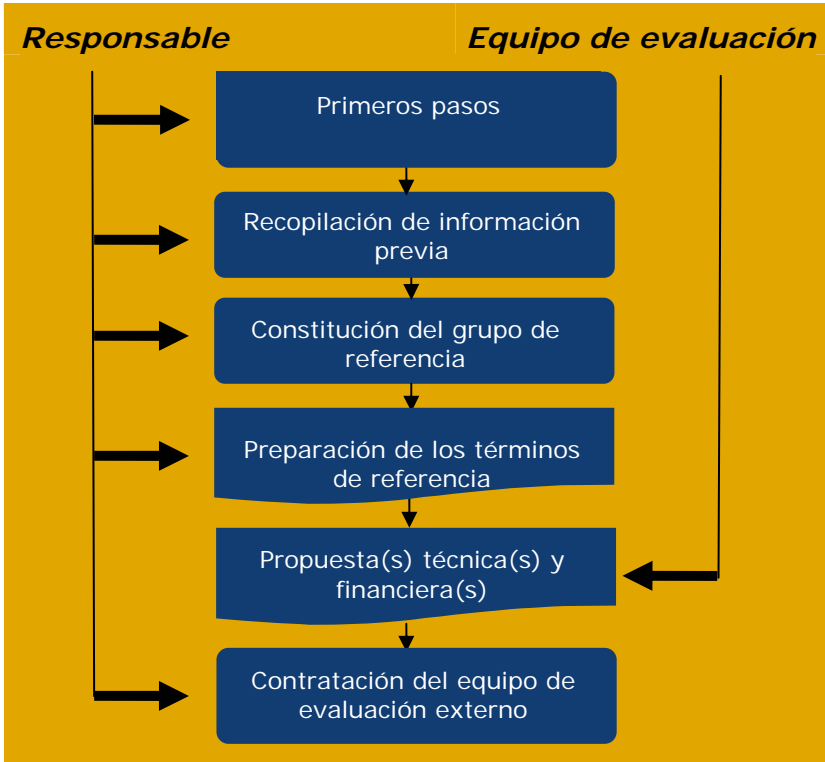 Responsable
Equipo de evaluación
Primeros pasos
Recopilación de información
previa
Constitución del grupo de
referencia
Preparación de los términos
de referencia
Propuesta(s) técnica(s) y
financiera(s)
Contratación del equipo de
evaluación externo